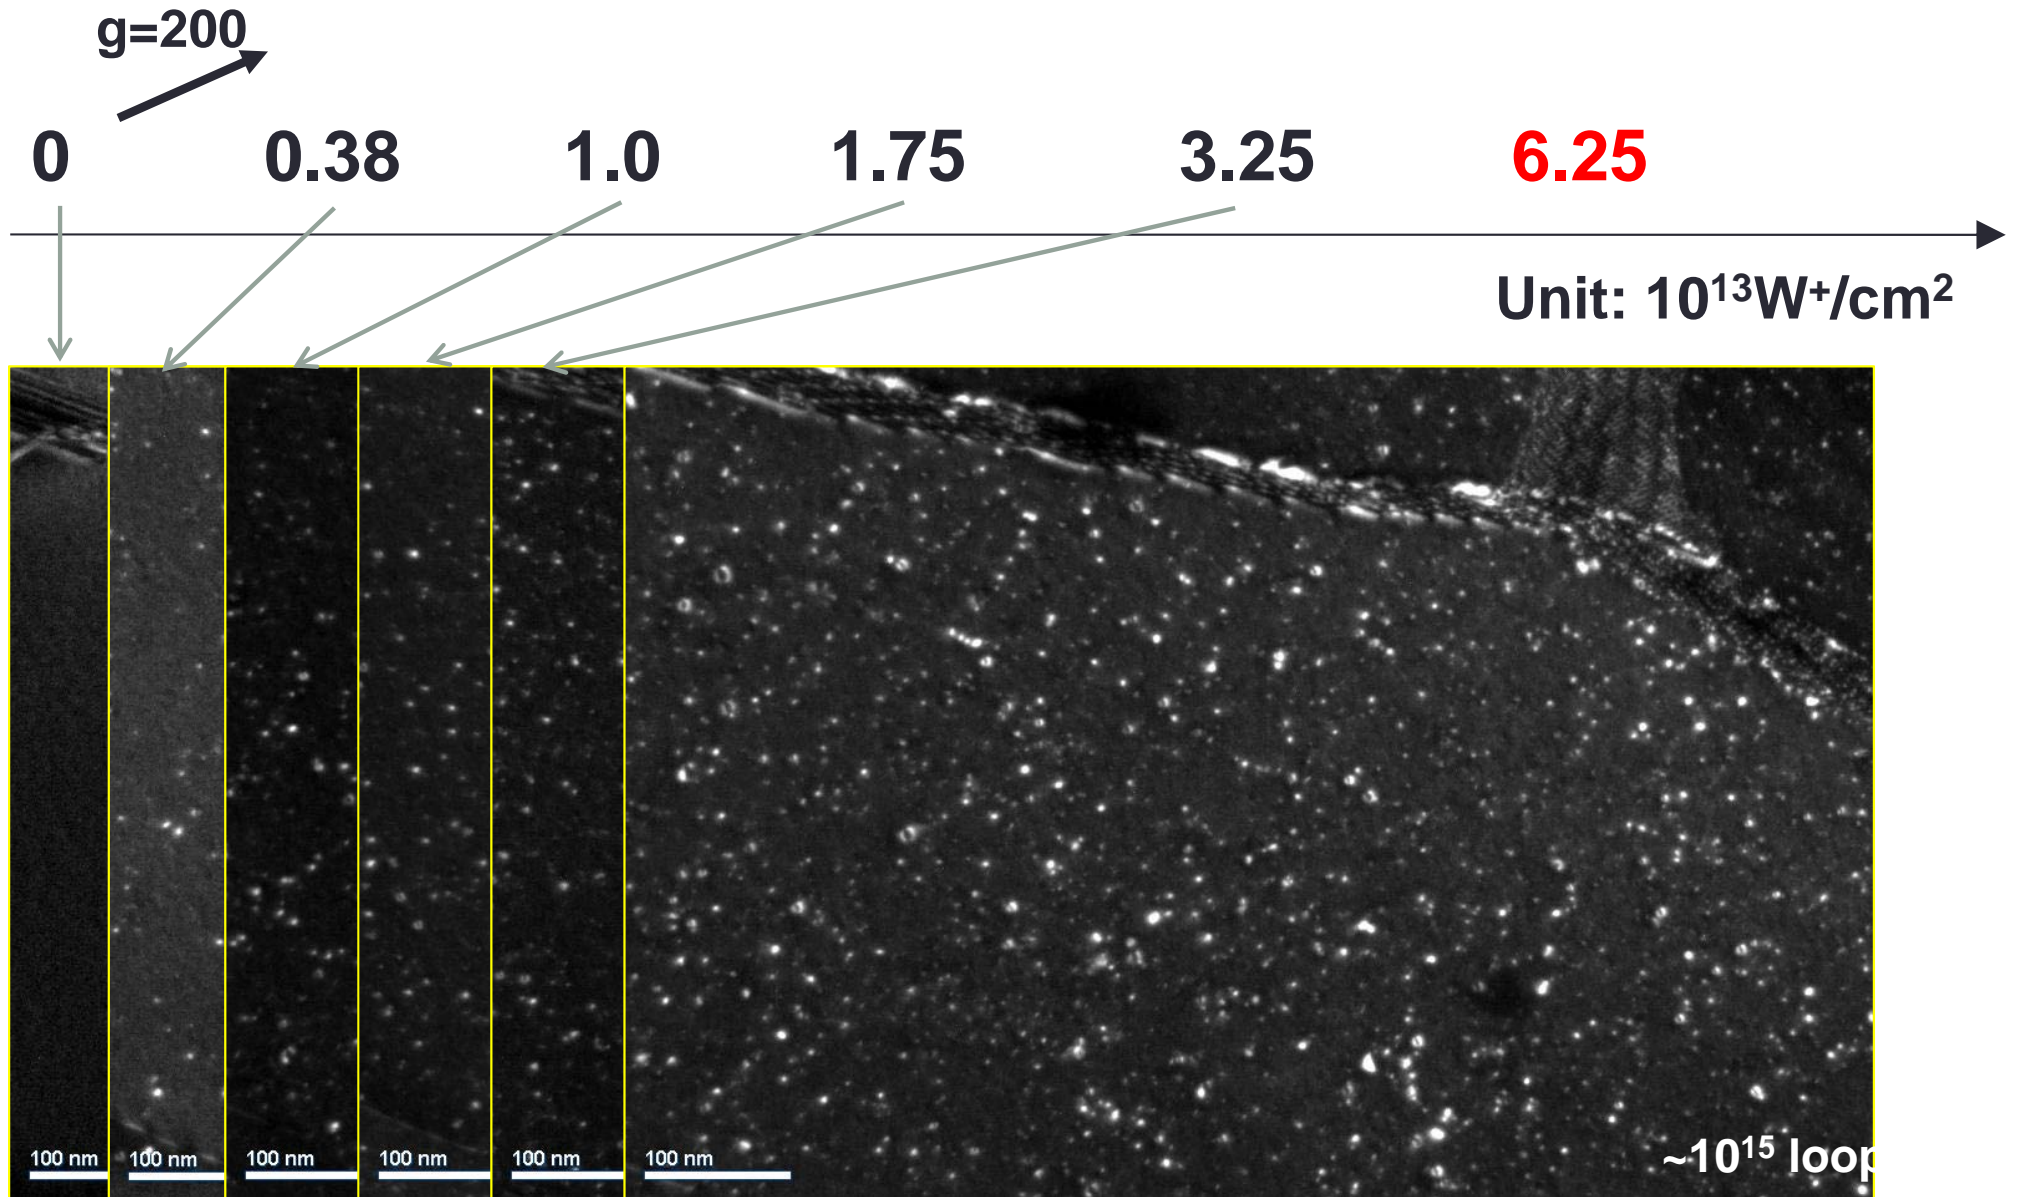 g=200
0 0.38 1.0 1.75 3.25 6.25
Unit: 10¹³W⁺/cm²
~10¹⁵ loop
100 nm 100 nm 100 nm 100 nm 100 nm 100 nm